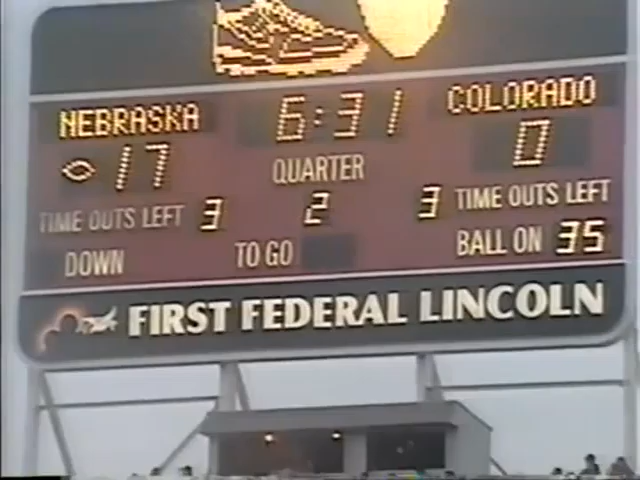 NEBRASKA 6:31 COLORADO
17 QUARTER 0
TIME OUTS LEFT 3 2 3 TIME OUTS LEFT
DOWN TO GO BALL ON 35
FIRST FEDERAL LINCOLN